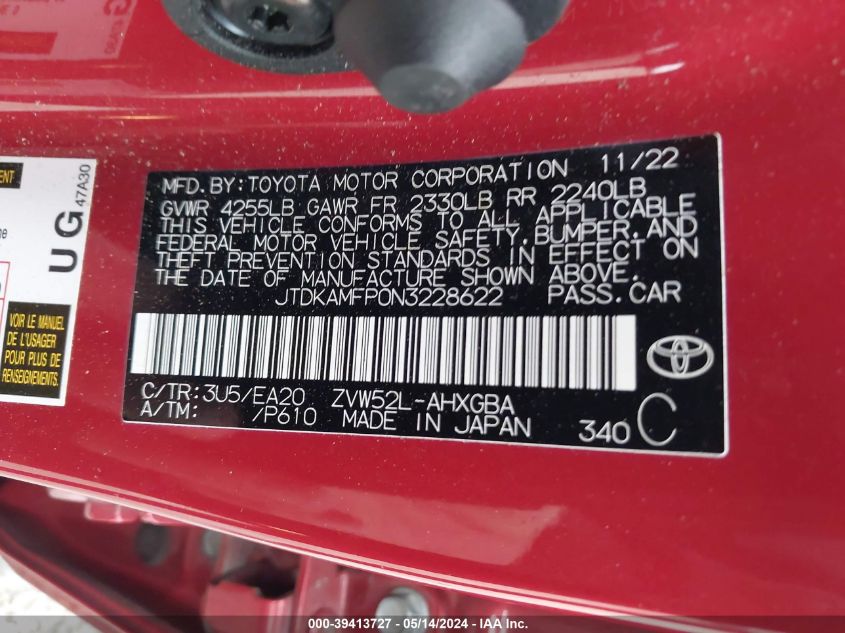 MENT
47A30
UG
VOIR LE MANUEL
DE L'USAGER
POUR PLUS DE
RENSEIGNEMENTS.
MFD.BY:TOYOTA MOTOR CORPORATION 11/22
GVWR 4255LB GAWR FR 2330LB RR 2240LB
THIS VEHICLE CONFORMS TO ALL APPLICABLE
FEDERAL MOTOR VEHICLE SAFETY,BUMPER,AND
THEFT PREVENTION STANDARDS IN EFFECT ON
THE DATE OF MANUFACTURE SHOWN ABOVE.
JTDKAMFP0N3228622 PASS.CAR
C/TR:3U5/EA20 ZVW52L-AHXGBA
A/TM: /P610 MADE IN JAPAN 340 C
000-39413727 - 05/14/2024 - IAA Inc.